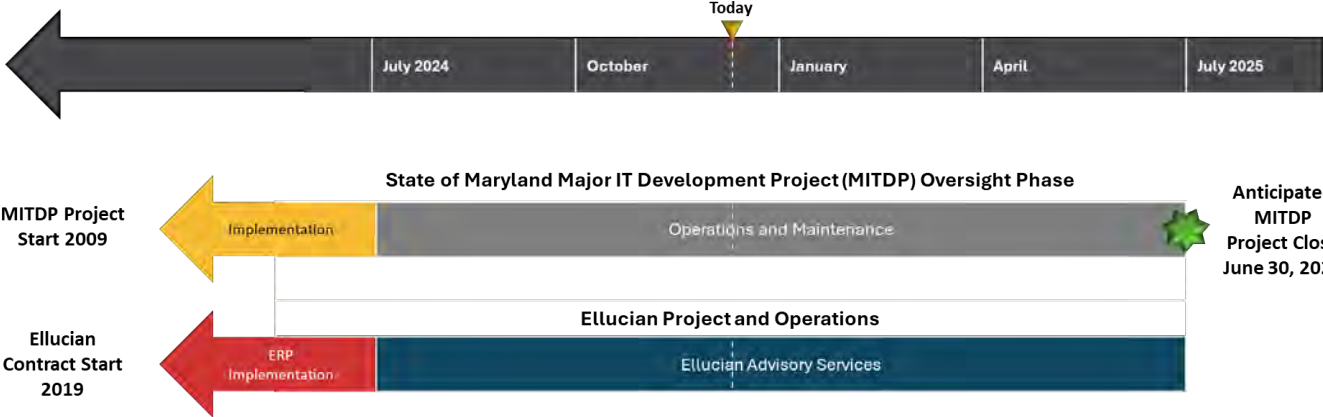 Today
July 2024
October
January
April
July 2025
State of Maryland Major IT Development Project (MITDP) Oversight Phase
MITDP Project
Start 2009
Implementation
Operations and Maintenance
Anticipate
MITDP
Project Clos
June 30, 202
Ellucian Project and Operations
Ellucian
Contract Start
2019
ERP
Implementation
Ellucian Advisory Services